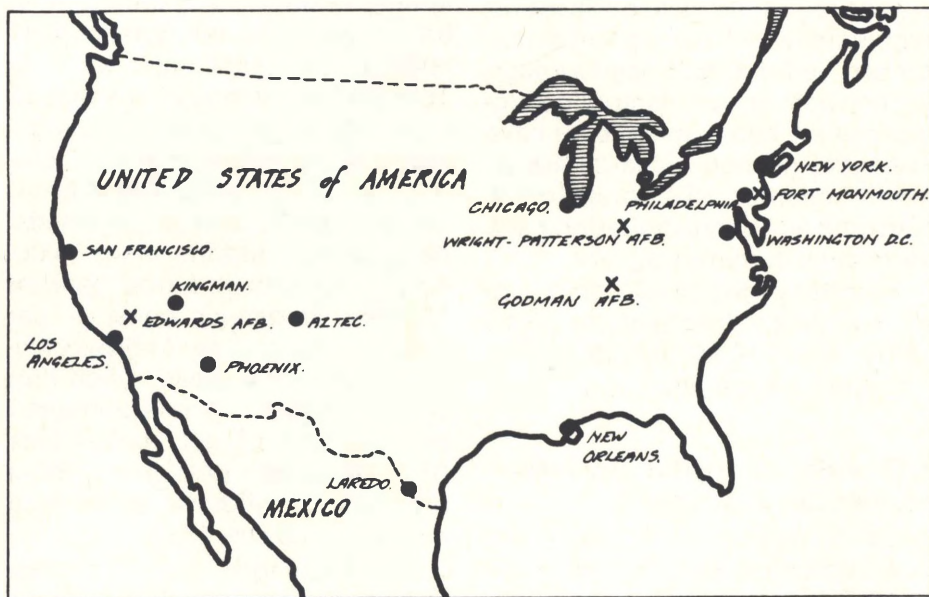 UNITED STATES of AMERICA
NEW YORK.
CHICAGO.
PHILADELPHIA
FORT MONMOUTH.
WRIGHT-PATTERSON AFB.
WASHINGTON D.C.
SAN FRANCISCO.
KINGMAN.
GODMAN AFB.
EDWARDS AFB.
AZTEC.
LOS
ANGELES.
PHOENIX.
NEW
ORLEANS.
LAREDO.
MEXICO